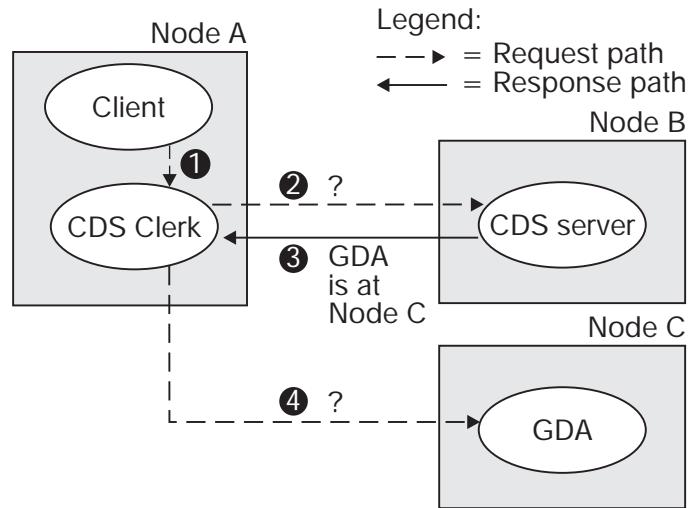 Legend:
= Request path
= Response path
Node A
Client
1
CDS Clerk
2 ?
Node B
CDS server
3 GDA
is at
Node C
Node C
4 ?
GDA